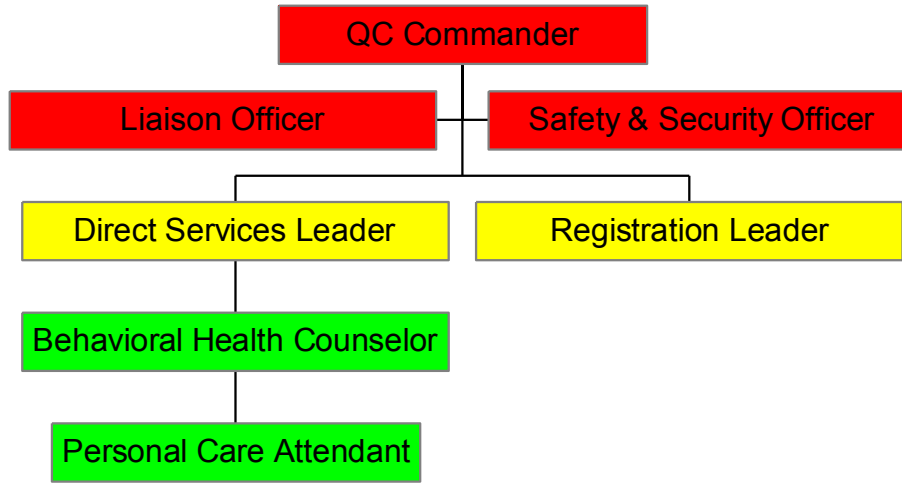 QC Commander
Liaison Officer
Safety & Security Officer
Direct Services Leader
Registration Leader
Behavioral Health Counselor
Personal Care Attendant